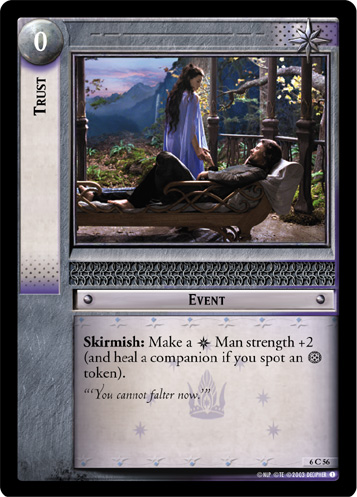 0
TRUST
EVENT
Skirmish: Make a Man strength +2
(and heal a companion if you spot an
token).
“‘You cannot falter now.’”
6 C 56
©NLP ©TE. ©2003 DECIPHER